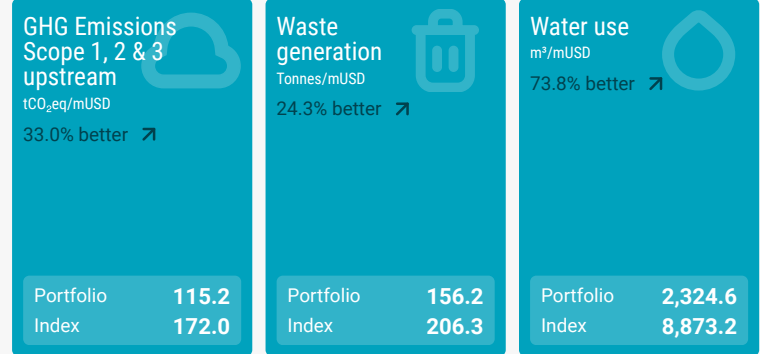 GHG Emissions
Scope 1, 2 & 3
upstream
tCO₂eq/mUSD
33.0% better
Portfolio 115.2
Index 172.0
Waste
generation
Tonnes/mUSD
24.3% better
Portfolio 156.2
Index 206.3
Water use
m³/mUSD
73.8% better
Portfolio 2,324.6
Index 8,873.2